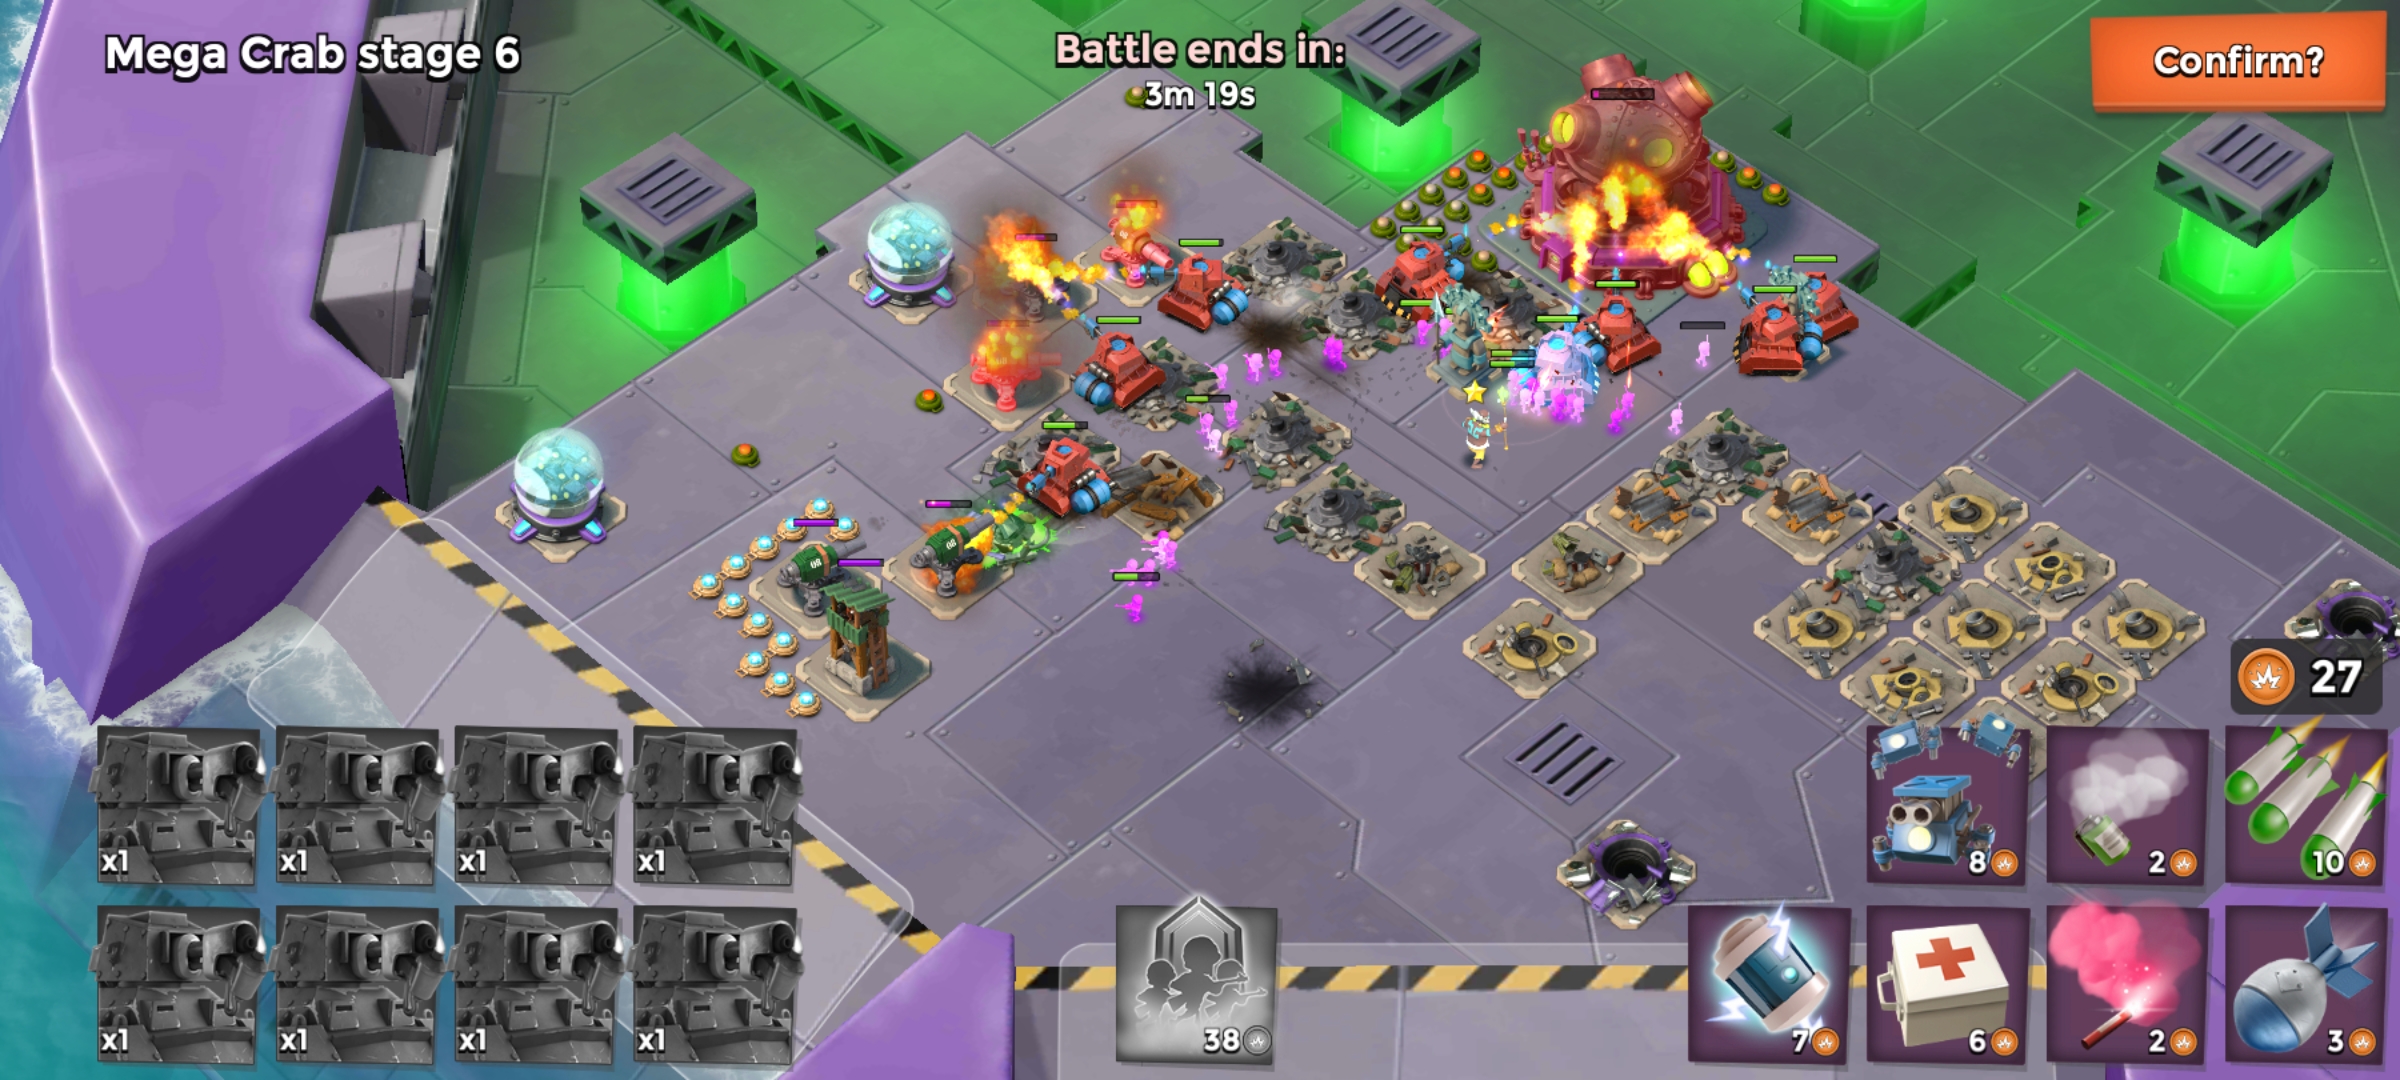 Mega Crab stage 6
Battle ends in:
3m 19s
Confirm?
27
8
2
10
x1
x1
x1
x1
x1
x1
x1
x1
38
7
6
2
3